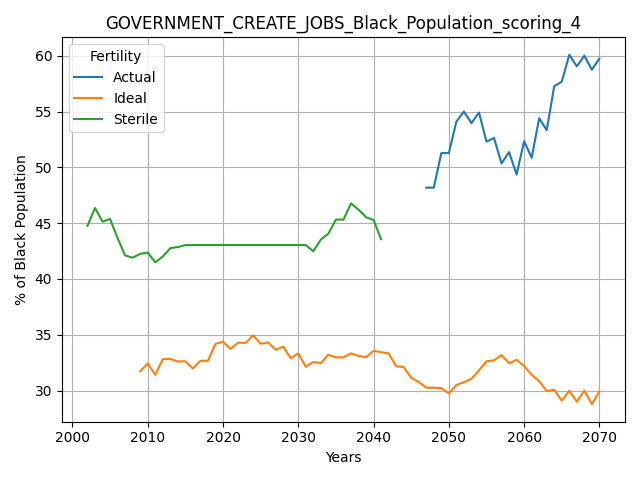 GOVERNMENT_CREATE_JOBS_Black_Population_scoring_4
Fertility
Actual
Ideal
Sterile
% of Black Population
60
55
50
45
40
35
30
2000
2010
2020
2030
2040
2050
2060
2070
Years